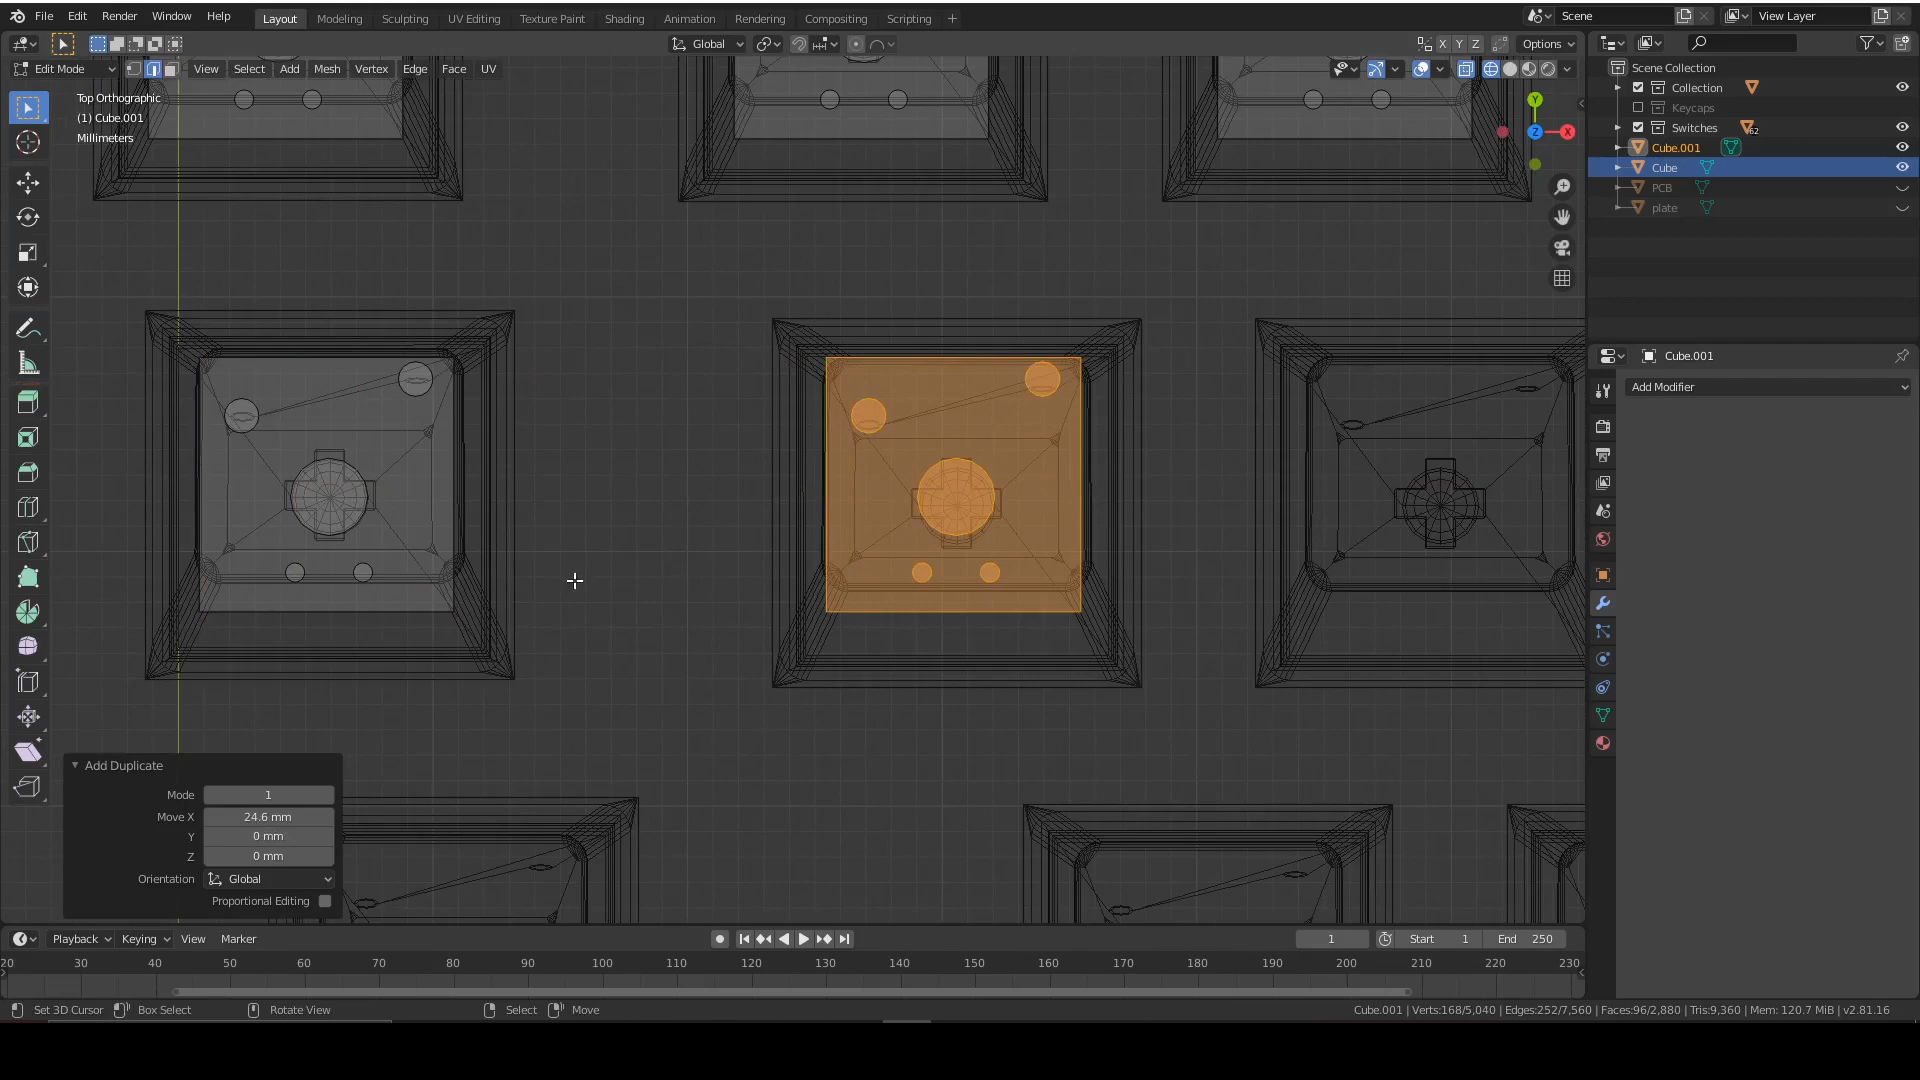 File Edit Render Window Help Layout Modeling Sculpting UV Editing Texture Paint Shading Animation Rendering Compositing Scripting + Scene View Layer
Global X Y Z Options
Edit Mode View Select Add Mesh Vertex Edge Face UV
Top Orthographic
(1) Cube.001
Millimeters
Y
Z X
Scene Collection
Collection
Keycaps
Switches 62
Cube.001
Cube
PCB
plate
Cube.001
Add Modifier
Add Duplicate
Mode 1
Move X 24.6 mm
Y 0 mm
Z 0 mm
Orientation Global
Proportional Editing
Playback Keying View Marker 1 Start 1 End 250
20 30 40 50 60 70 80 90 100 110 120 130 140 150 160 170 180 190 200 210 220 230
Set 3D Cursor Box Select Rotate View Select Move Cube.001 | Verts:168/5,040 | Edges:252/7,560 | Faces:96/2,880 | Tris:9,360 | Mem: 120.7 MiB | v2.81.16